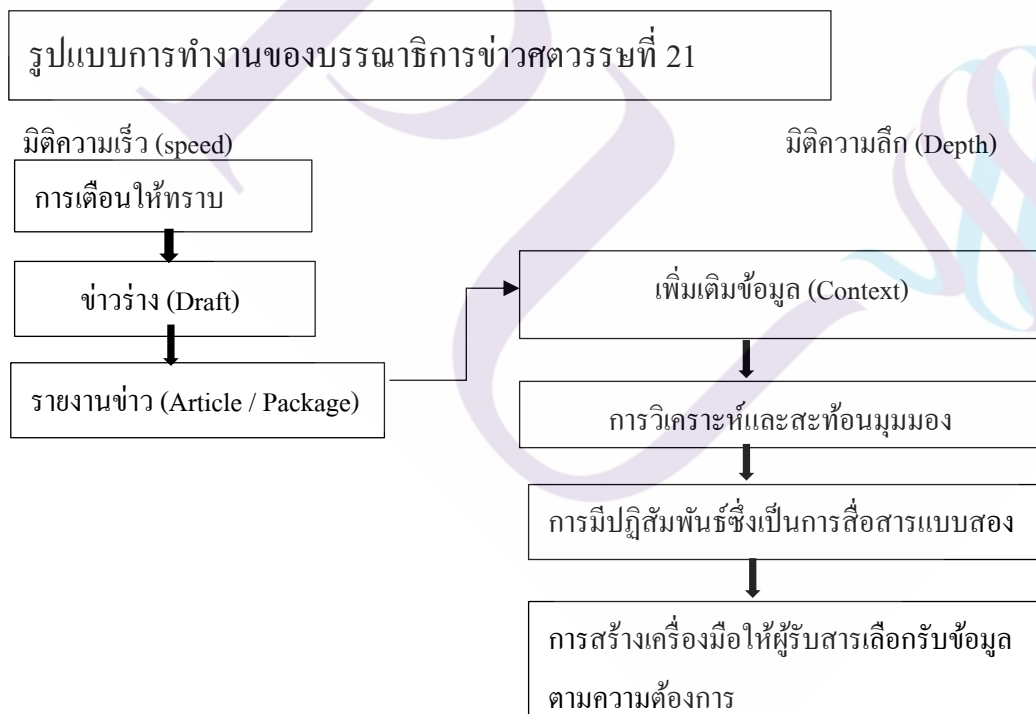 รูปแบบการทำงานของบรรณาธิการข่าวศตวรรษที่ 21
มิติความเร็ว (speed)
การเตือนให้ทราบ
ข่าวร่าง (Draft)
รายงานข่าว (Article / Package)
มิติความลึก (Depth)
เพิ่มเติมข้อมูล (Context)
การวิเคราะห์และสะท้อนมุมมอง
การมีปฏิสัมพันธ์ซึ่งเป็นการสื่อสารแบบสอง
การสร้างเครื่องมือให้ผู้รับสารเลือกรับข้อมูล
ตามความต้องการ